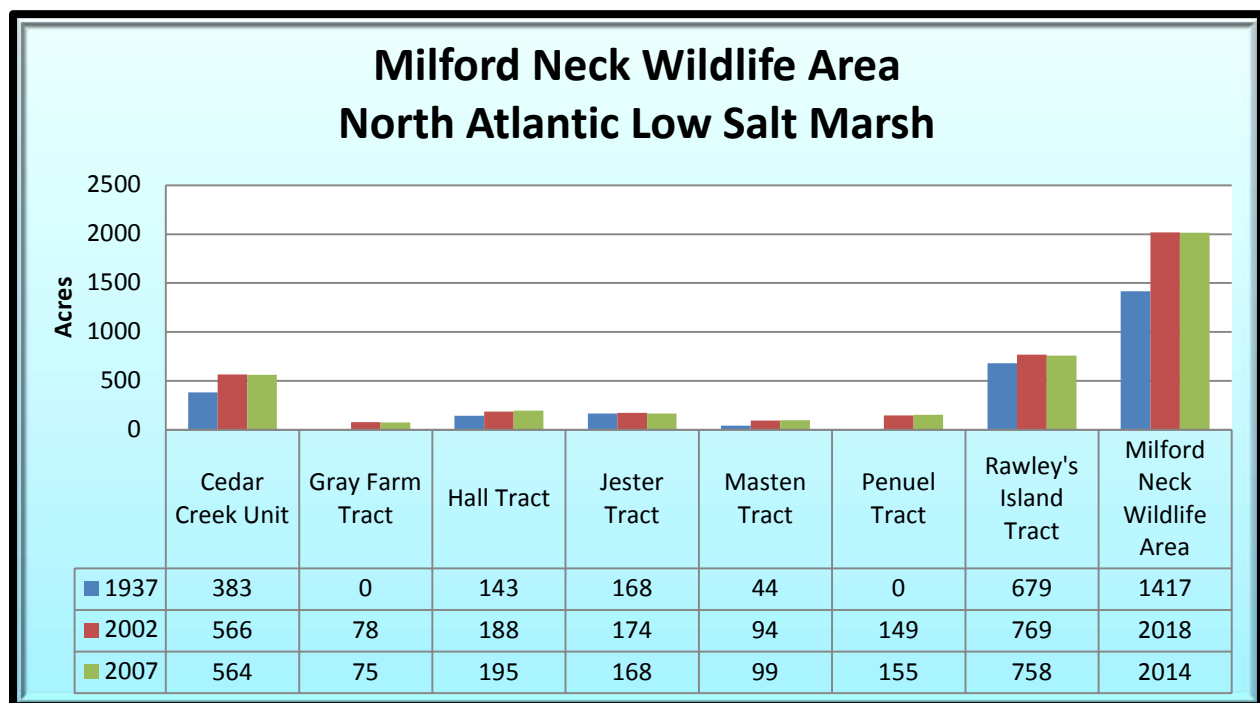 Milford Neck Wildlife Area
North Atlantic Low Salt Marsh
Acres
2500
2000
1500
1000
500
0
Cedar
Creek Unit
Gray Farm
Tract
Hall Tract
Jester
Tract
Masten
Tract
Penuel
Tract
Rawley's
Island
Tract
Milford
Neck
Wildlife
Area
1937 383 0 143 168 44 0 679 1417
2002 566 78 188 174 94 149 769 2018
2007 564 75 195 168 99 155 758 2014